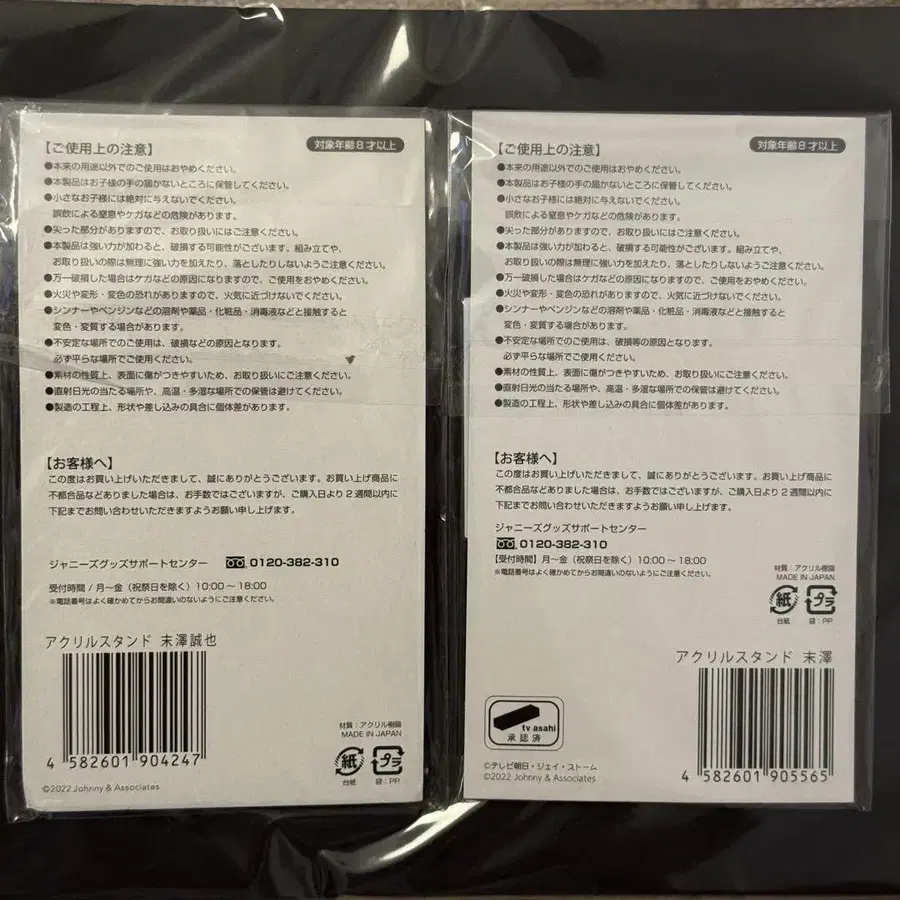 【ご使用上の注意】
対象年齢8才以上
●本来の用途以外でのご使用はおやめください。
●本製品はお子様の手の届かないところに保管してください。
●小さなお子様には絶対に与えないでください。
誤飲による窒息やケガなどの危険があります。
●尖った部分がありますので、お取り扱いにはご注意ください。
●本製品は強い力が加わると、破損する可能性がございます。組み立てや、
お取り扱いの際は無理に強い力を加えたり、落としたりしないようご注意ください。
●万一破損した場合はケガなどの原因になりますので、ご使用をおやめください。
●火災や変形・変色の恐れがありますので、火気に近づけないでください。
●シンナーやベンジンなどの溶剤や薬品・化粧品・消毒液などと接触すると
変色・変質する場合があります。
●不安定な場所でのご使用は、破損などの原因となります。
必ず平らな場所でご使用ください。
●素材の性質上、表面に傷がつきやすいため、お取り扱いにご注意ください。
●直射日光の当たる場所や、高温・多湿な場所での保管は避けてください。
●製造の工程上、形状や差し込みの具合に個体差があります。
【お客様へ】
この度はお買い上げいただきまして、誠にありがとうございます。お買い上げ商品に
不都合品などありました場合は、お手数ではございますが、ご購入日より2週間以内に
下記までお問い合わせいただきますようお願い申し上げます。
ジャニーズグッズサポートセンター 0120-382-310
受付時間 / 月〜金（祝祭日を除く）10:00〜18:00
※電話番号はよく確かめてからお間違いのないようにご注意ください。
アクリルスタンド 末澤誠也
4 582601 904247
©2022 Johnny & Associates
材質：アクリル樹脂
MADE IN JAPAN
紙 プラ
台紙 袋：PP
【ご使用上の注意】
対象年齢8才以上
●本来の用途以外でのご使用はおやめください。
●本製品はお子様の手の届かないところに保管してください。
●小さなお子様には絶対に与えないでください。
誤飲による窒息やケガなどの危険があります。
●尖った部分がありますので、お取り扱いにはご注意ください。
●本製品は強い力が加わると、破損する可能性がございます。組み立てや、
お取り扱いの際は無理に強い力を加えたり、落としたりしないようご注意ください。
●万一破損した場合はケガなどの原因になりますので、ご使用をおやめください。
●火災や変形・変色の恐れがありますので、火気に近づけないでください。
●シンナーやベンジンなどの溶剤や薬品・化粧品・消毒液などと接触すると
変色・変質する場合があります。
●不安定な場所でのご使用は、破損等の原因となります。
必ず平らな場所でご使用ください。
●素材の性質上、表面に傷がつきやすいため、お取り扱いにご注意ください。
●直射日光の当たる場所や、高温・多湿な場所での保管は避けてください。
●製造の工程上、形状や差し込みの具合に個体差があります。
【お客様へ】
この度はお買い上げいただきまして、誠にありがとうございます。お買い上げ商品に
不都合品などありました場合は、お手数ではございますが、ご購入日より2週間以内に
下記までお問い合わせいただきますようお願い申し上げます。
ジャニーズグッズサポートセンター
0120-382-310
【受付時間】月〜金（祝祭日を除く）10:00〜18:00
※電話番号はよく確かめてからお間違いのないようにご注意ください。
材質：アクリル樹脂
MADE IN JAPAN
紙 プラ
台紙 袋：PP
アクリルスタンド 末澤
tv asahi
承認済
©テレビ朝日・ジェイ・ストーム
©2022 Johnny & Associates
4 582601 905565